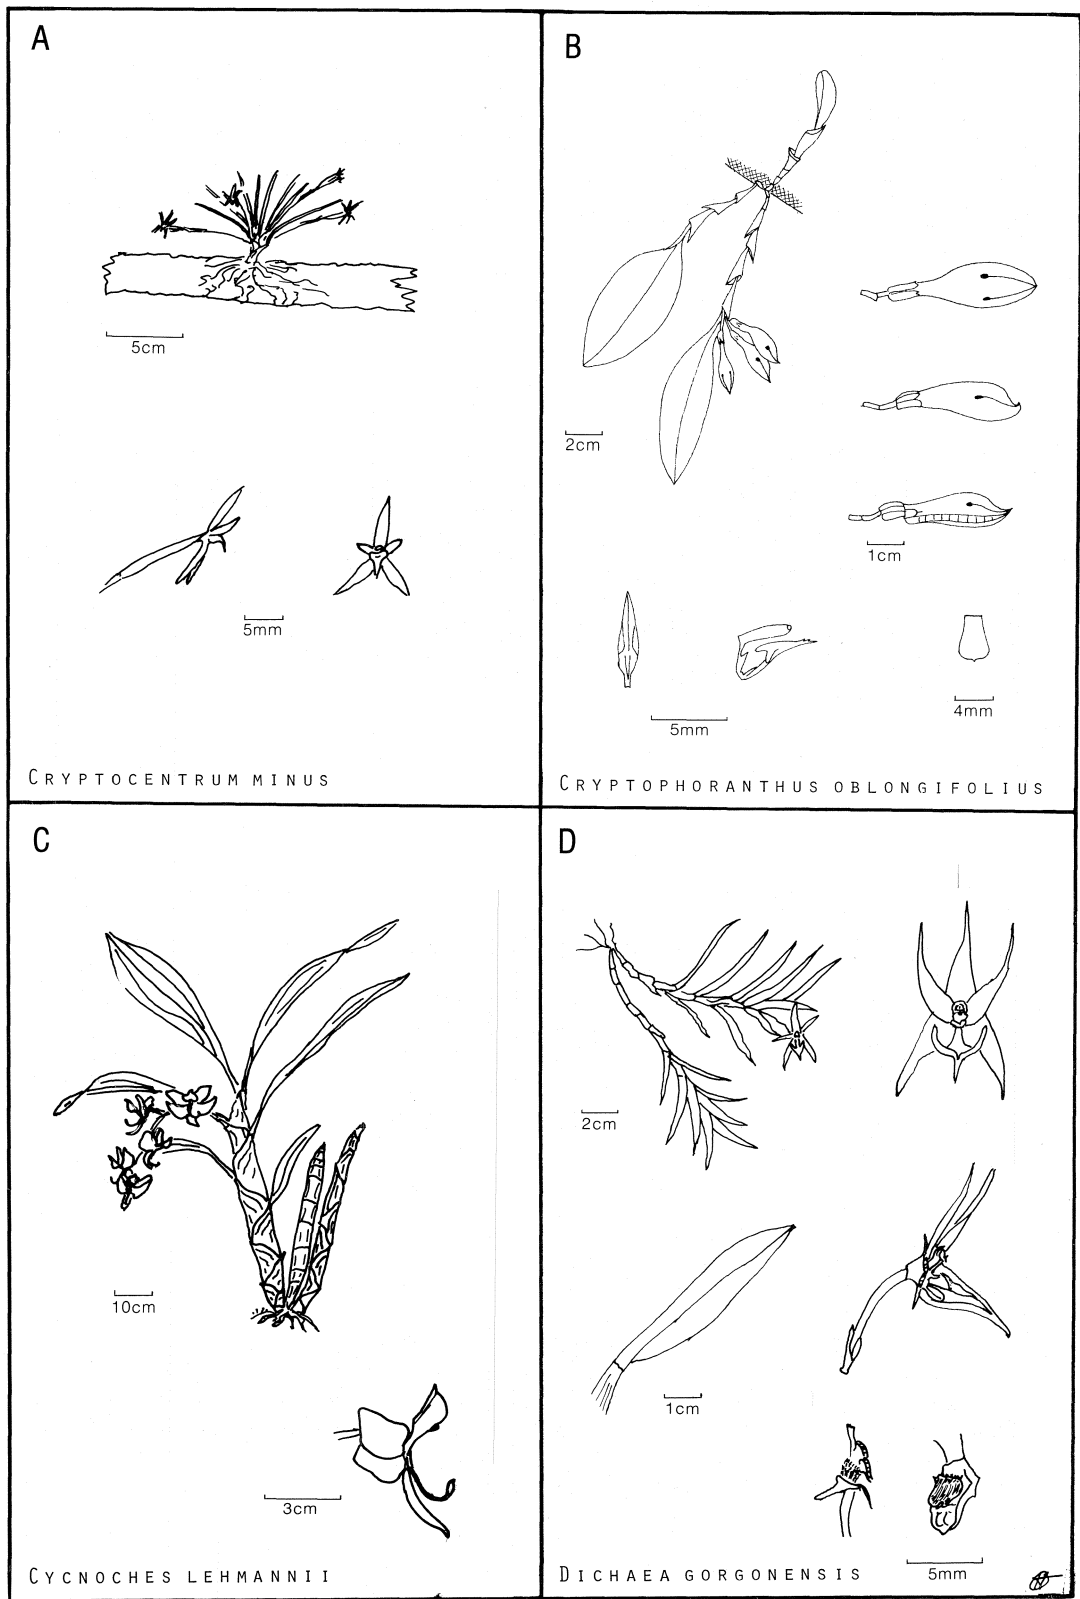 A
5cm
5mm
CRYPTOCENTRUM MINUS
B
2cm
1cm
5mm
4mm
CRYPTOPHORANTHUS OBLONGIFOLIUS
C
10cm
3cm
CYCNOCHES LEHMANNII
D
2cm
1cm
5mm
DICHAEA GORGONENSIS